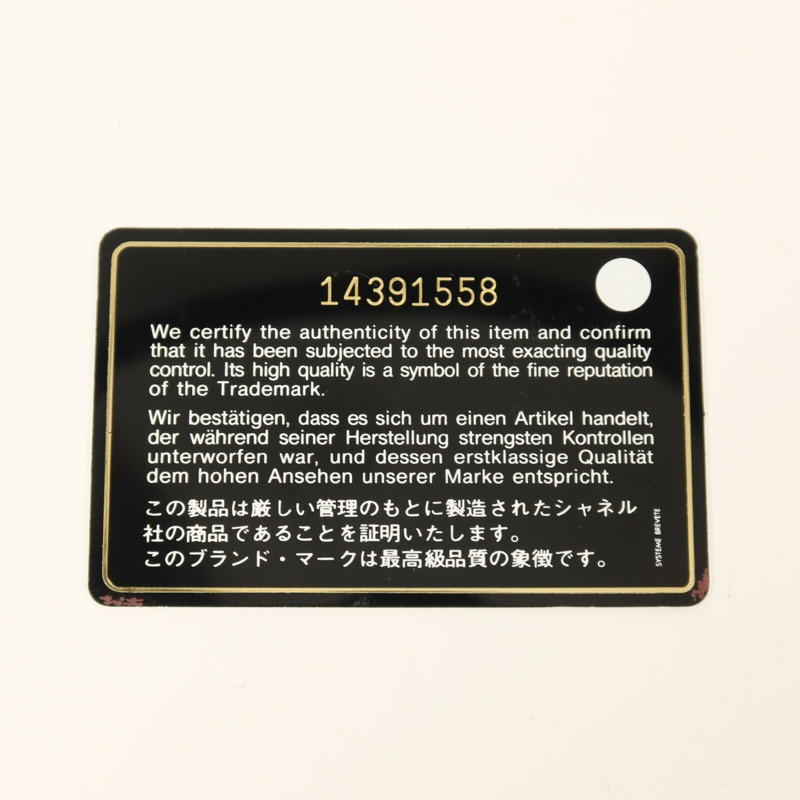 14391558
We certify the authenticity of this item and confirm
that it has been subjected to the most exacting quality
control. Its high quality is a symbol of the fine reputation
of the Trademark.
Wir bestätigen, dass es sich um einen Artikel handelt,
der während seiner Herstellung strengsten Kontrollen
unterworfen war, und dessen erstklassige Qualität
dem hohen Ansehen unserer Marke entspricht.
この製品は厳しい管理のもとに製造されたシャネル
社の商品であることを証明いたします。
このブランド・マークは最高級品質の象徴です。
SYSTEME BREVETE